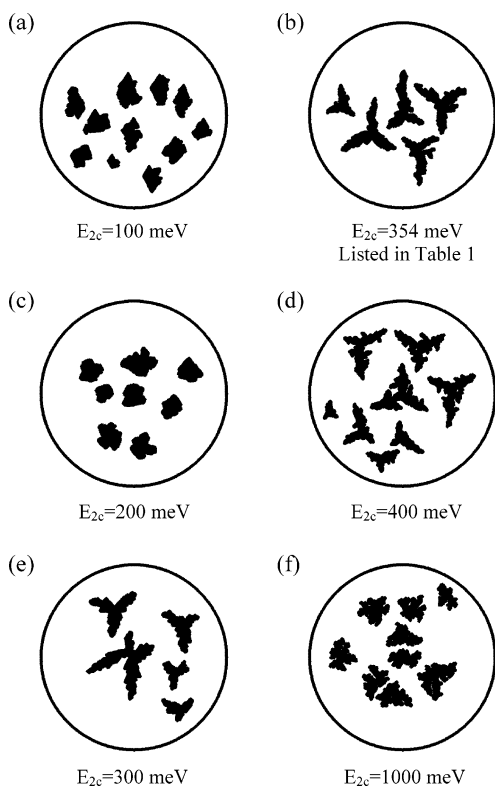 (a)
(b)
E2c=100 meV
E2c=354 meV
Listed in Table 1
(c)
(d)
E2c=200 meV
E2c=400 meV
(e)
(f)
E2c=300 meV
E2c=1000 meV